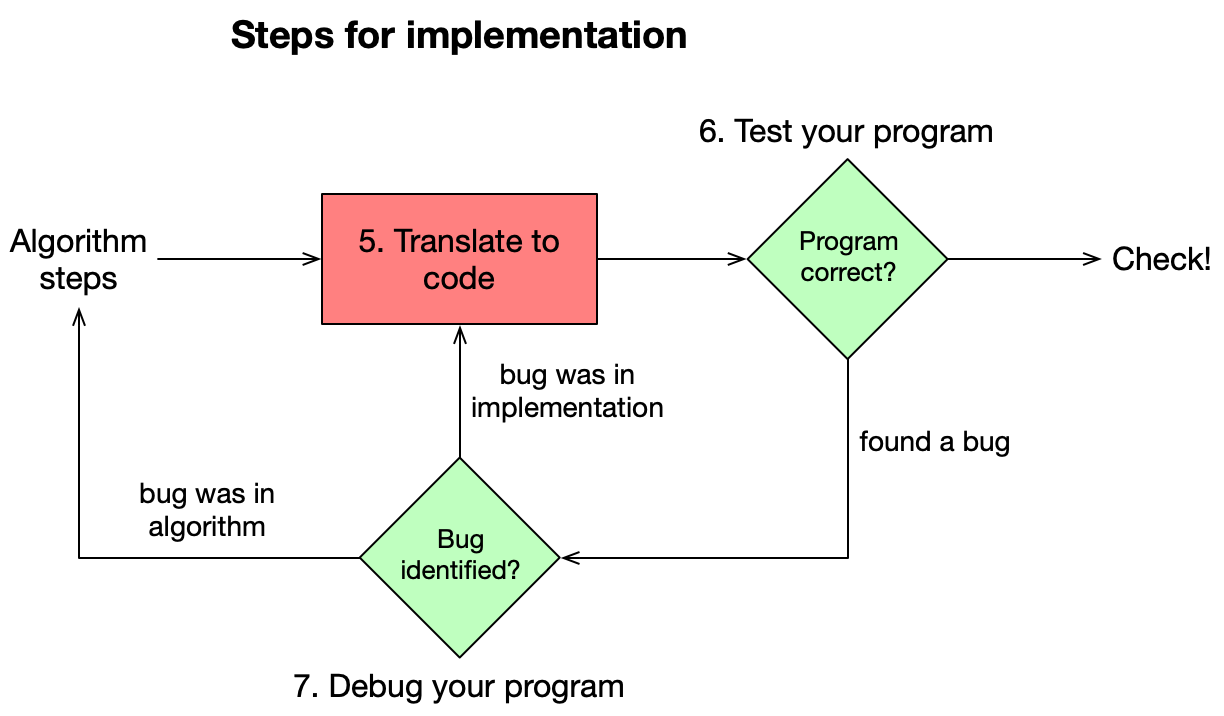 Steps for implementation
6. Test your program
Algorithm
steps
5. Translate to
code
Program
correct?
Check!
bug was in
implementation
found a bug
bug was in
algorithm
Bug
identified?
7. Debug your program